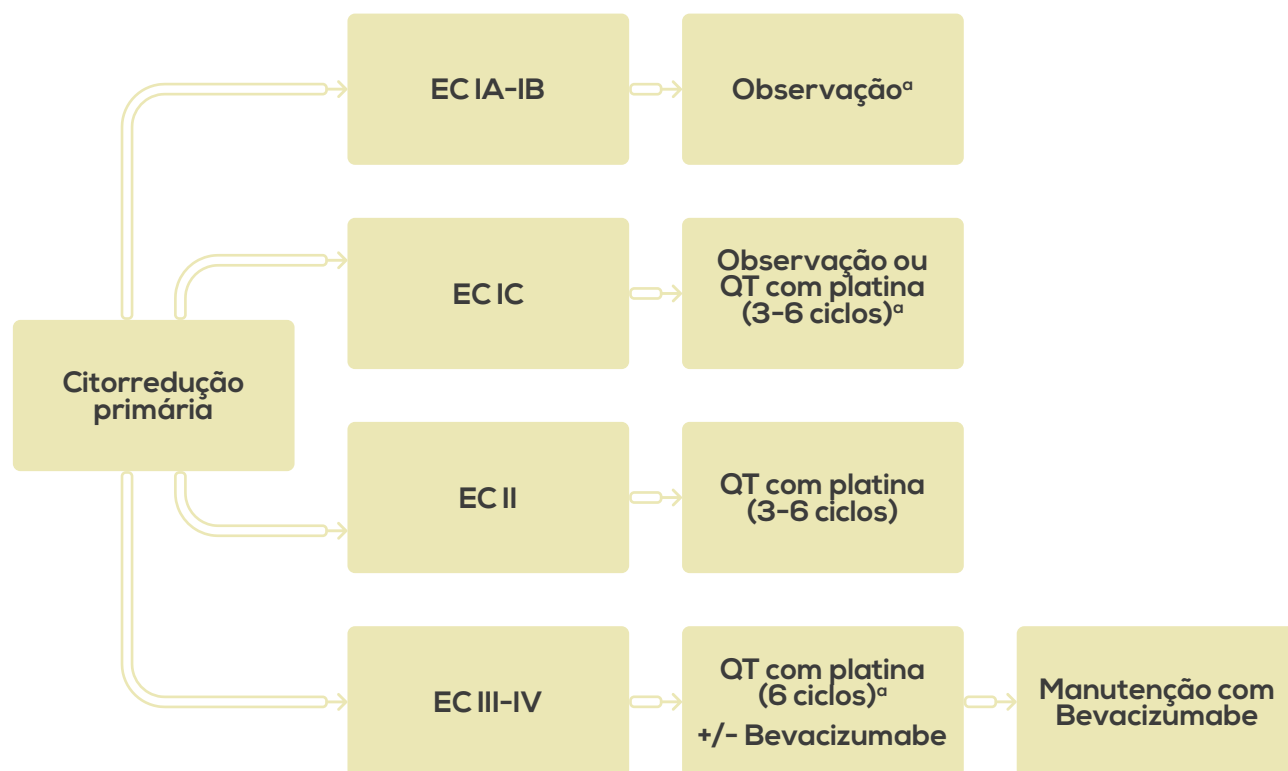 EC IA-IB
Observaçãoª
EC IC
Observação ou
QT com platina
(3-6 ciclos)ª
Citorredução
primária
EC II
QT com platina
(3-6 ciclos)
EC III-IV
QT com platina
(6 ciclos)ª
+/- Bevacizumabe
Manutenção com
Bevacizumabe